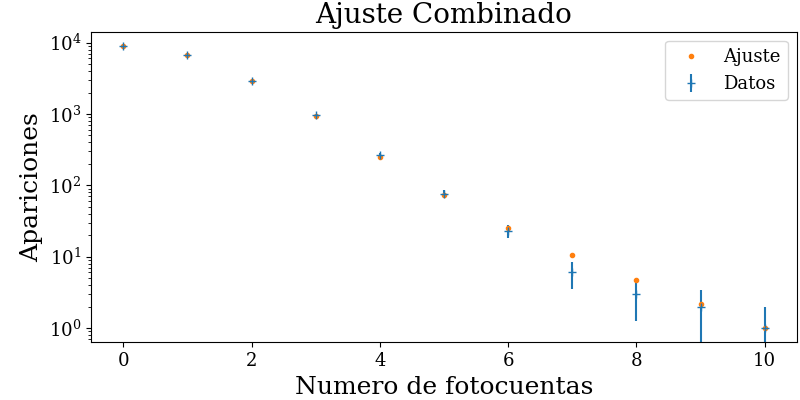 Ajuste Combinado
Ajuste
Datos
Apariciones
10^4
10^3
10^2
10^1
10^0
0 2 4 6 8 10
Numero de fotocuentas